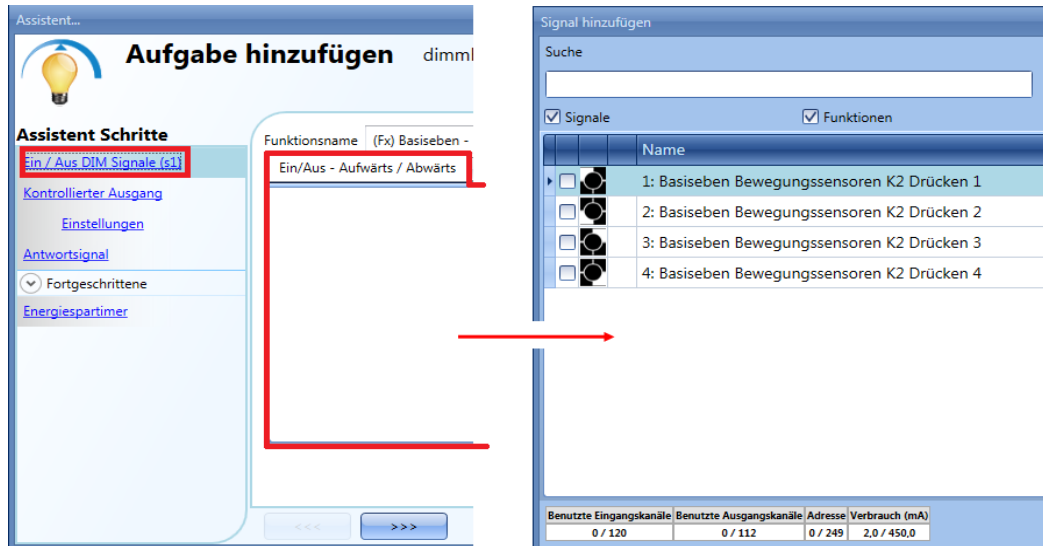 Assistent...
Aufgabe hinzufügen
Assistent Schritte
Ein / Aus DIM Signale (s1)
Kontrollierter Ausgang
Einstellungen
Antwortsignal
Fortgeschrittene
Energiespartimer
Funktionsname (Fx) Basiseben -
Ein/Aus - Aufwärts / Abwärts
<<< >>>
Signal hinzufügen
Suche
Signale Funktionen
Name
1: Basiseben Bewegungssensoren K2 Drücken 1
2: Basiseben Bewegungssensoren K2 Drücken 2
3: Basiseben Bewegungssensoren K2 Drücken 3
4: Basiseben Bewegungssensoren K2 Drücken 4
Benutzte Eingangskanäle Benutzte Ausgangskanäle Adresse Verbrauch (mA)
0 / 120 0 / 112 0 / 249 2,0 / 450,0